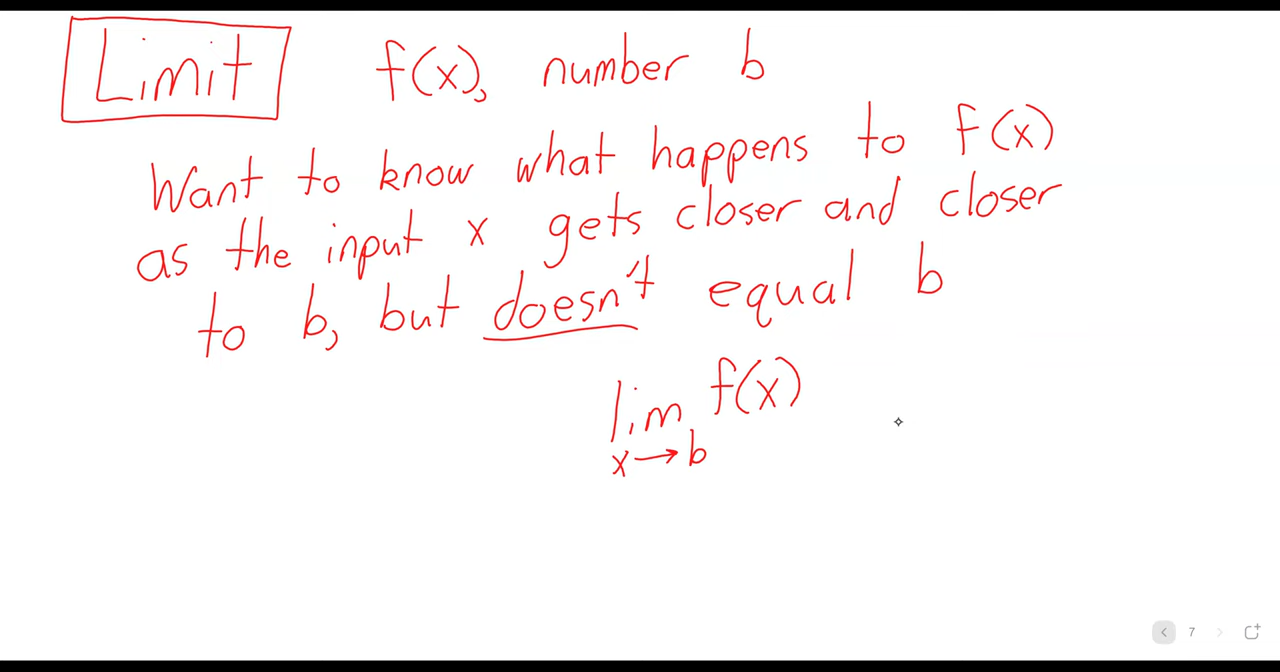 Limit f(x), number b
Want to know what happens to f(x)
as the input x gets closer and closer
to b, but doesn't equal b
lim f(x)
x→b
7